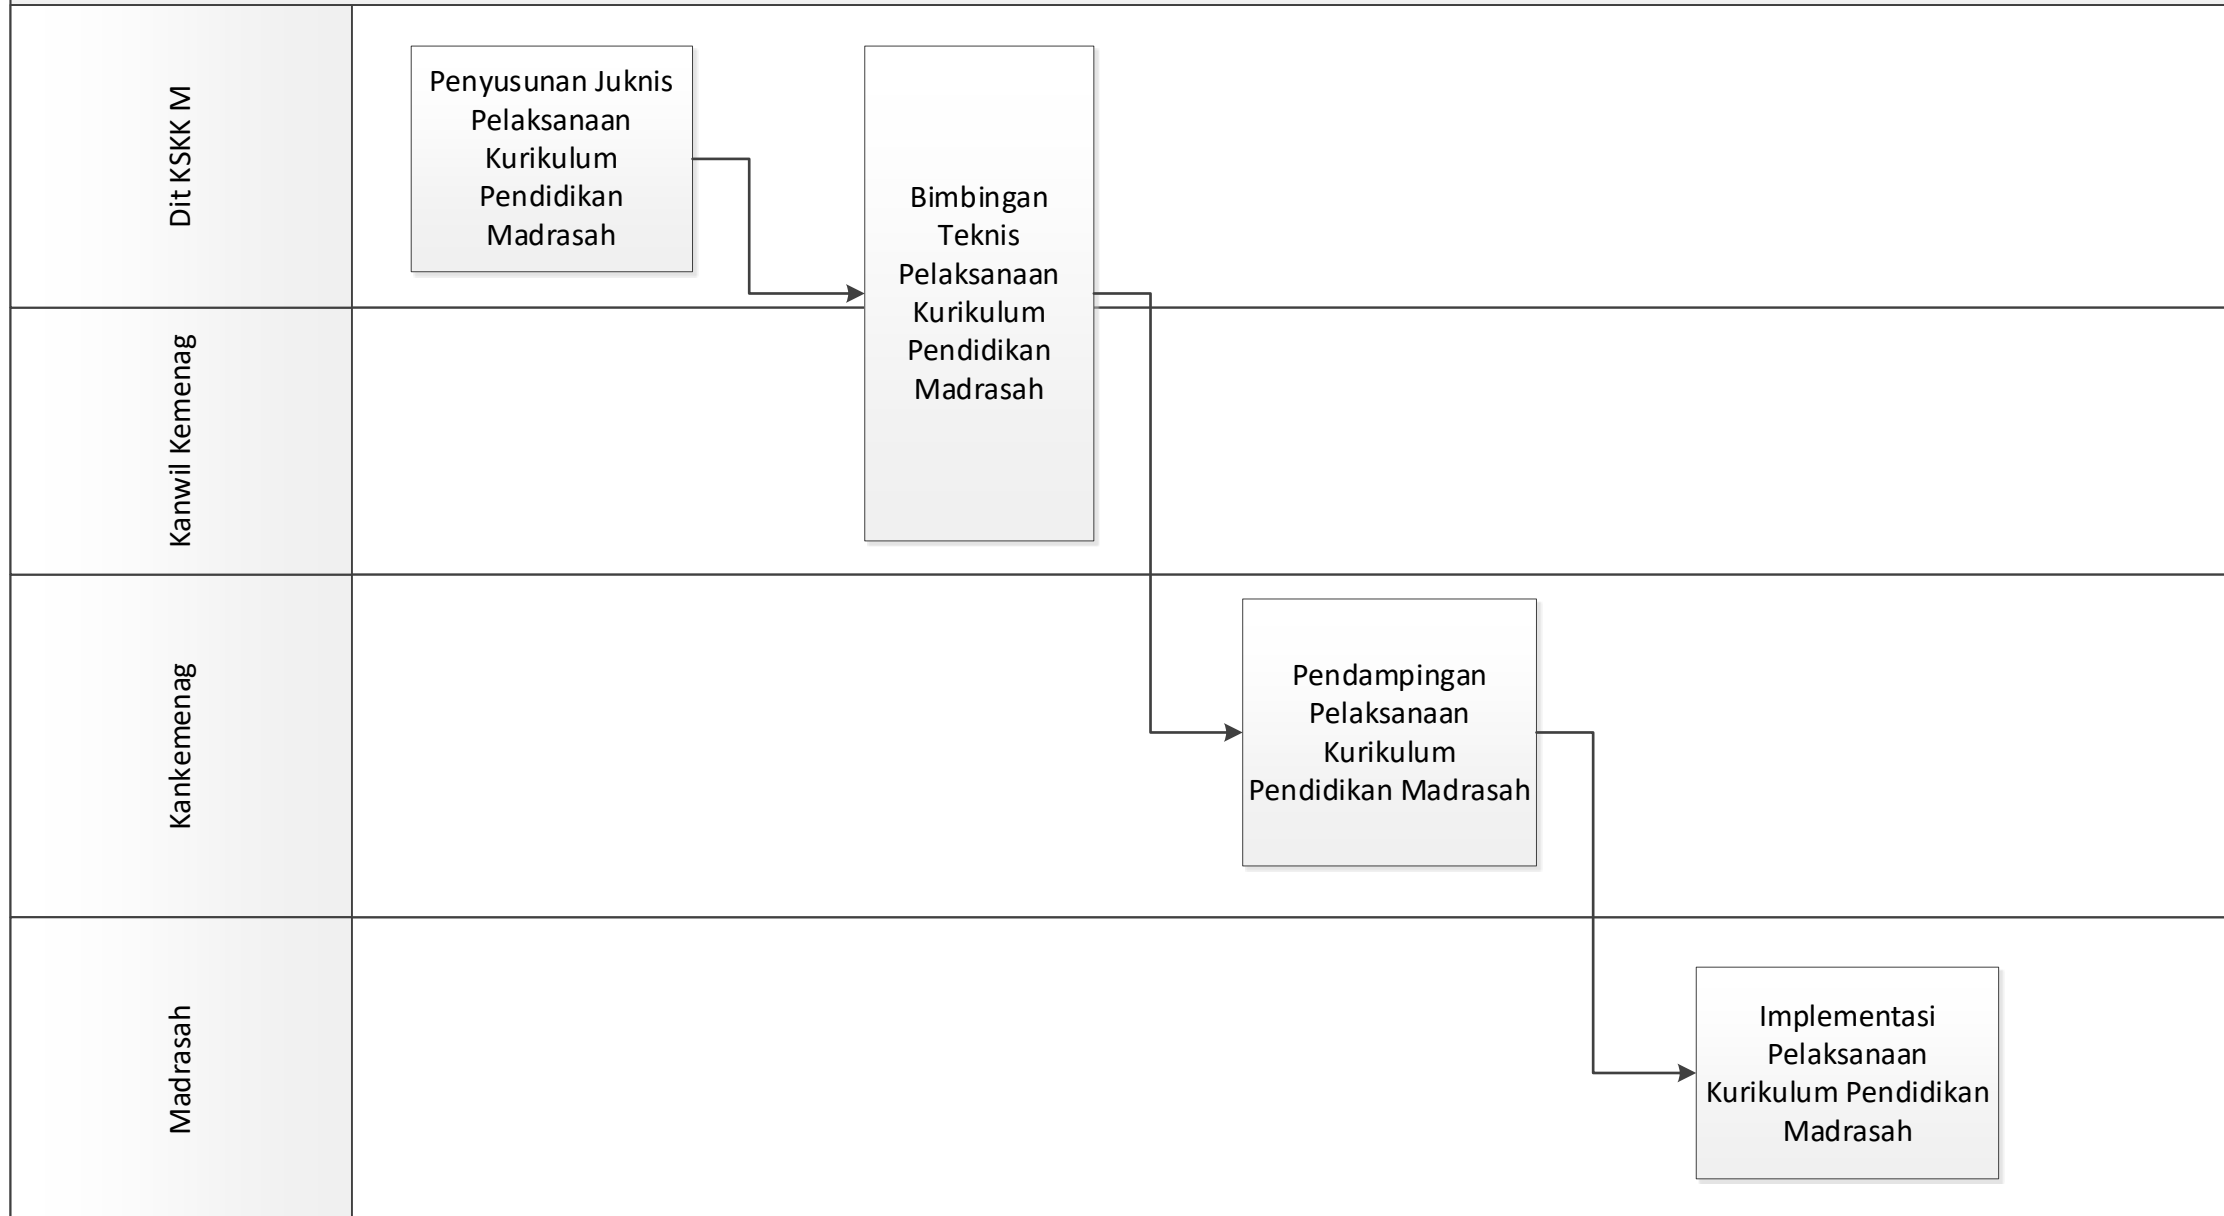 Dit KSKK M
Penyusunan Juknis
Pelaksanaan
Kurikulum
Pendidikan
Madrasah
Bimbingan
Teknis
Pelaksanaan
Kurikulum
Pendidikan
Madrasah
Kanwil Kemenag
Kankemenag
Pendampingan
Pelaksanaan
Kurikulum
Pendidikan Madrasah
Madrasah
Implementasi
Pelaksanaan
Kurikulum Pendidikan
Madrasah